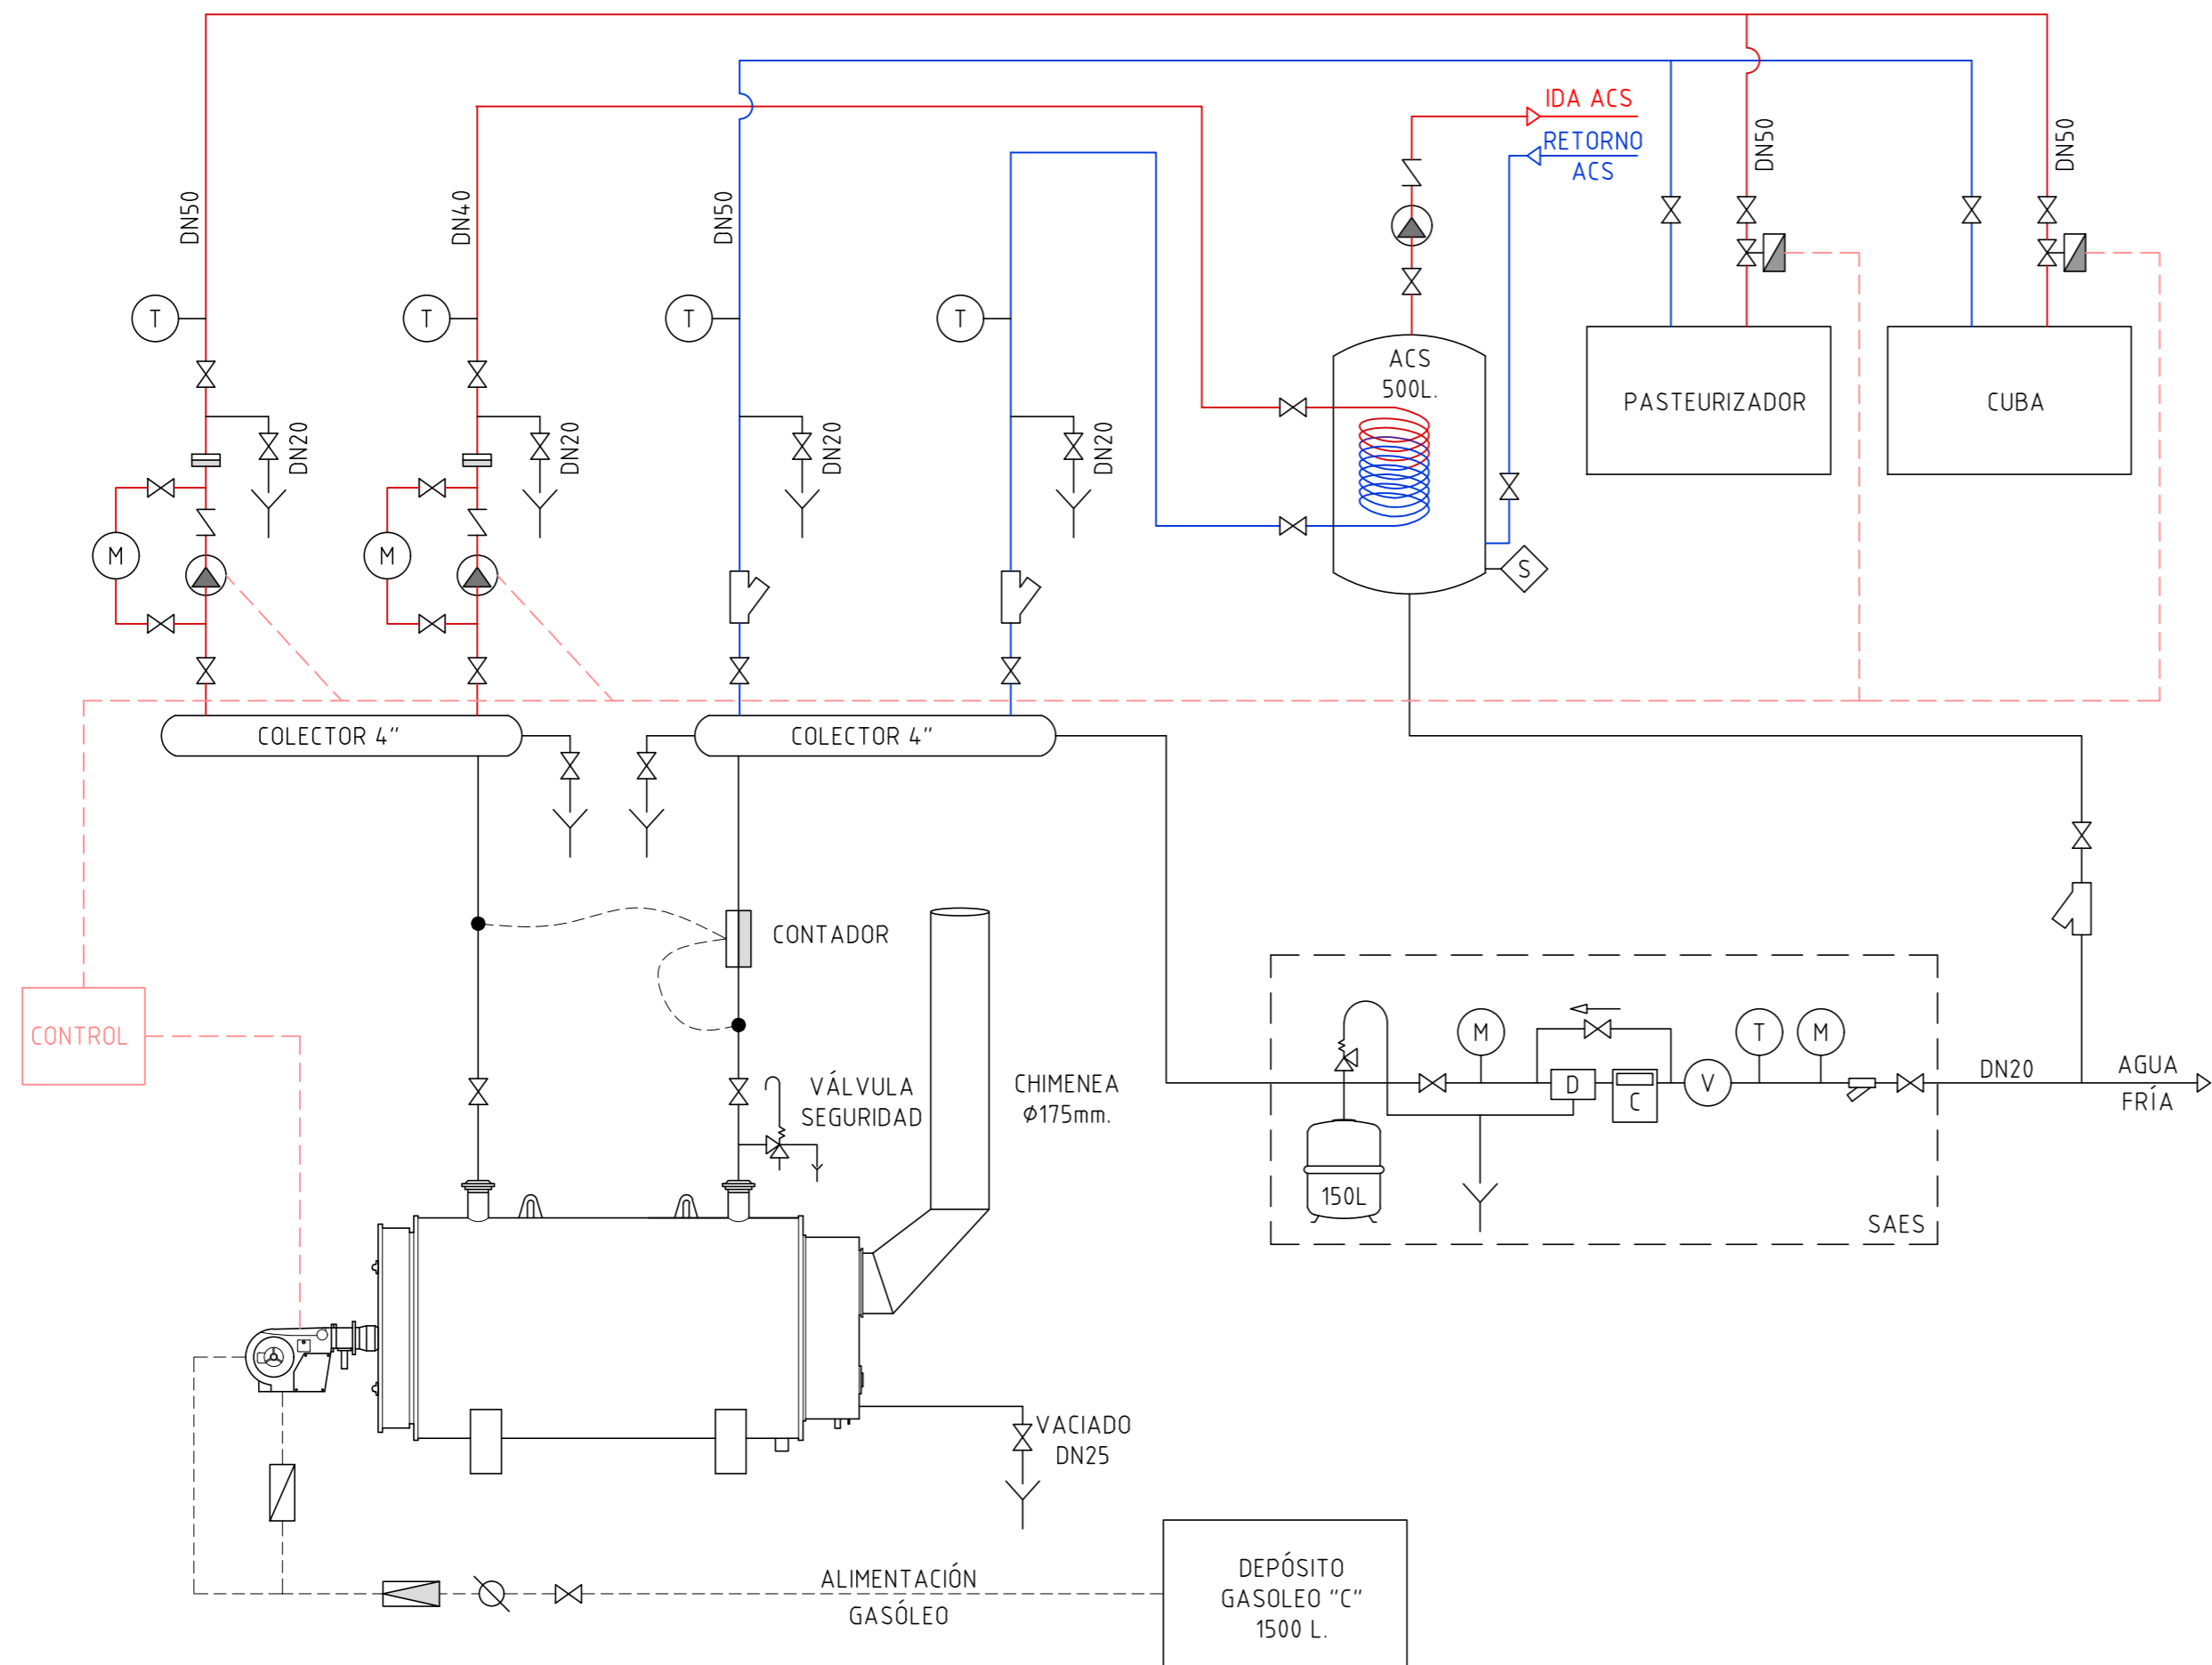 IDA ACS
RETORNO
ACS
DN50
DN50
DN50
DN40
DN50
T
T
T
T
ACS
500L.
PASTEURIZADOR
CUBA
DN20
DN20
DN20
DN20
M
M
S
COLECTOR 4"
COLECTOR 4"
CONTADOR
CONTROL
VÁLVULA
SEGURIDAD
CHIMENEA
Φ175mm.
M
T
M
D
C
V
DN20
AGUA
FRÍA
150L
SAES
VACIADO
DN25
ALIMENTACIÓN
GASÓLEO
DEPÓSITO
GASOLEO "C"
1500 L.